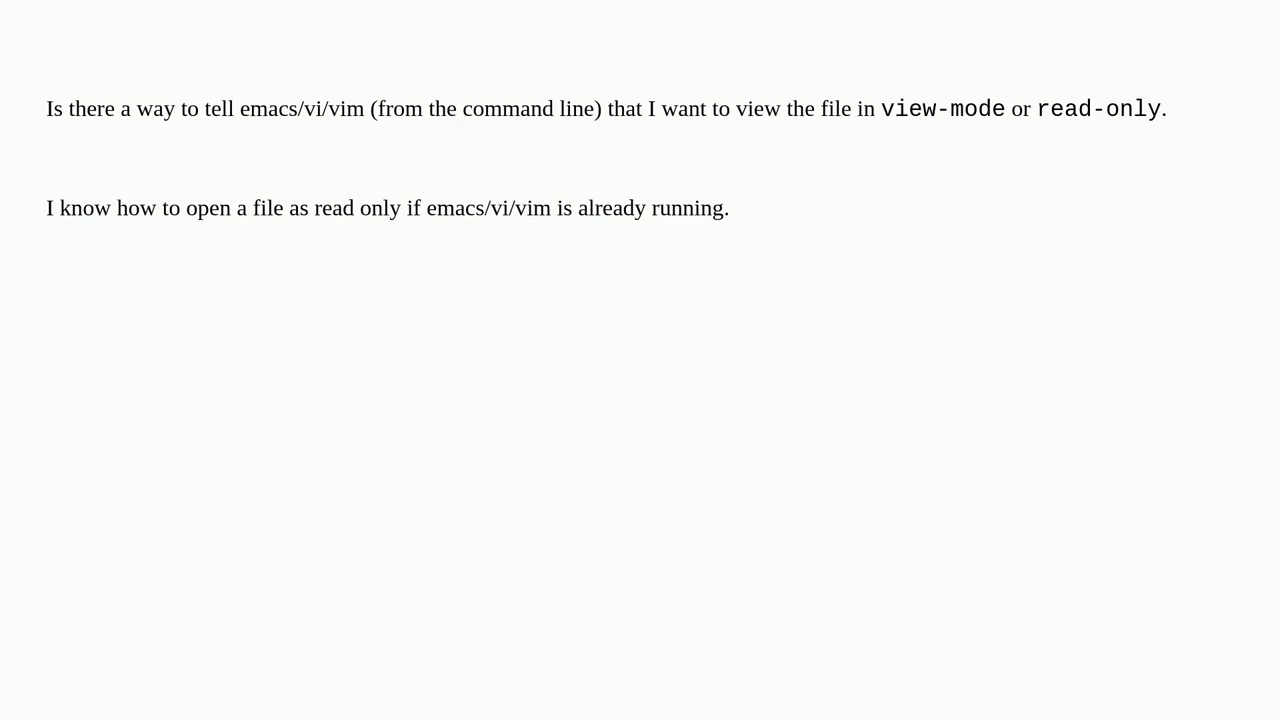 Is there a way to tell emacs/vi/vim (from the command line) that I want to view the file in view-mode or read-only.
I know how to open a file as read only if emacs/vi/vim is already running.